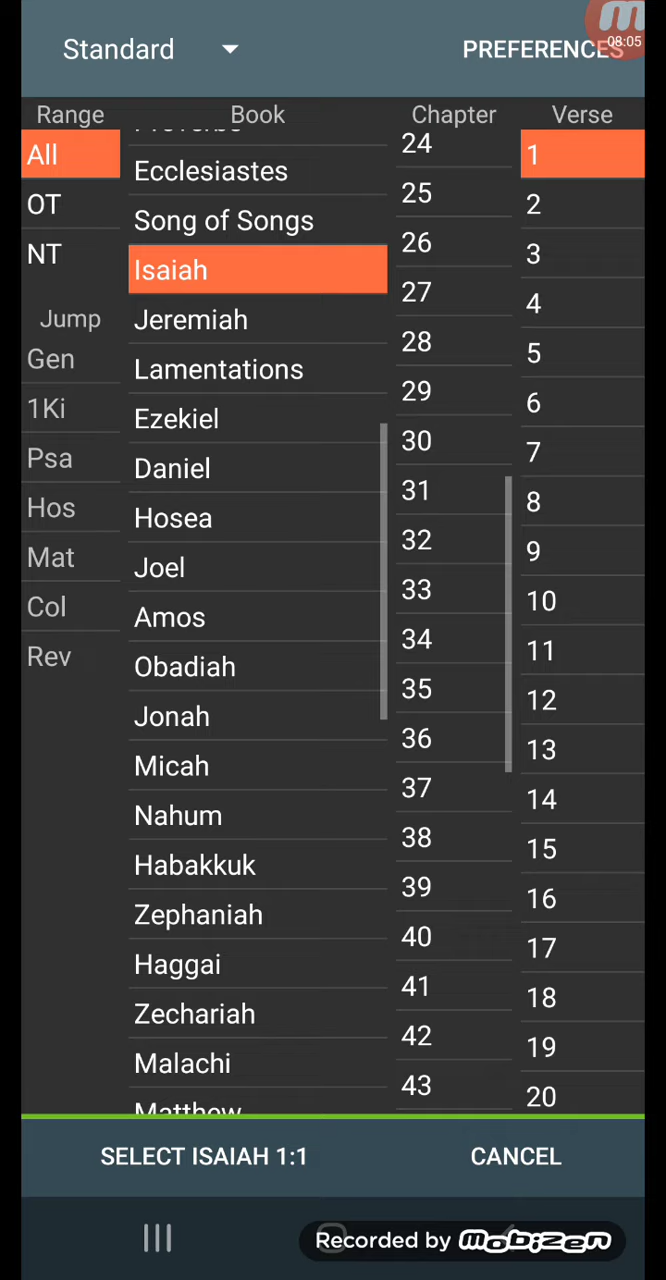 Standard
PREFERENCES
08:05
Range Book Chapter Verse
All
OT
NT
Jump
Gen
1Ki
Psa
Hos
Mat
Col
Rev
Proverbs
Ecclesiastes
Song of Songs
Isaiah
Jeremiah
Lamentations
Ezekiel
Daniel
Hosea
Joel
Amos
Obadiah
Jonah
Micah
Nahum
Habakkuk
Zephaniah
Haggai
Zechariah
Malachi
Matthew
24
25
26
27
28
29
30
31
32
33
34
35
36
37
38
39
40
41
42
43
1
2
3
4
5
6
7
8
9
10
11
12
13
14
15
16
17
18
19
20
SELECT ISAIAH 1:1
CANCEL
Recorded by mobizen